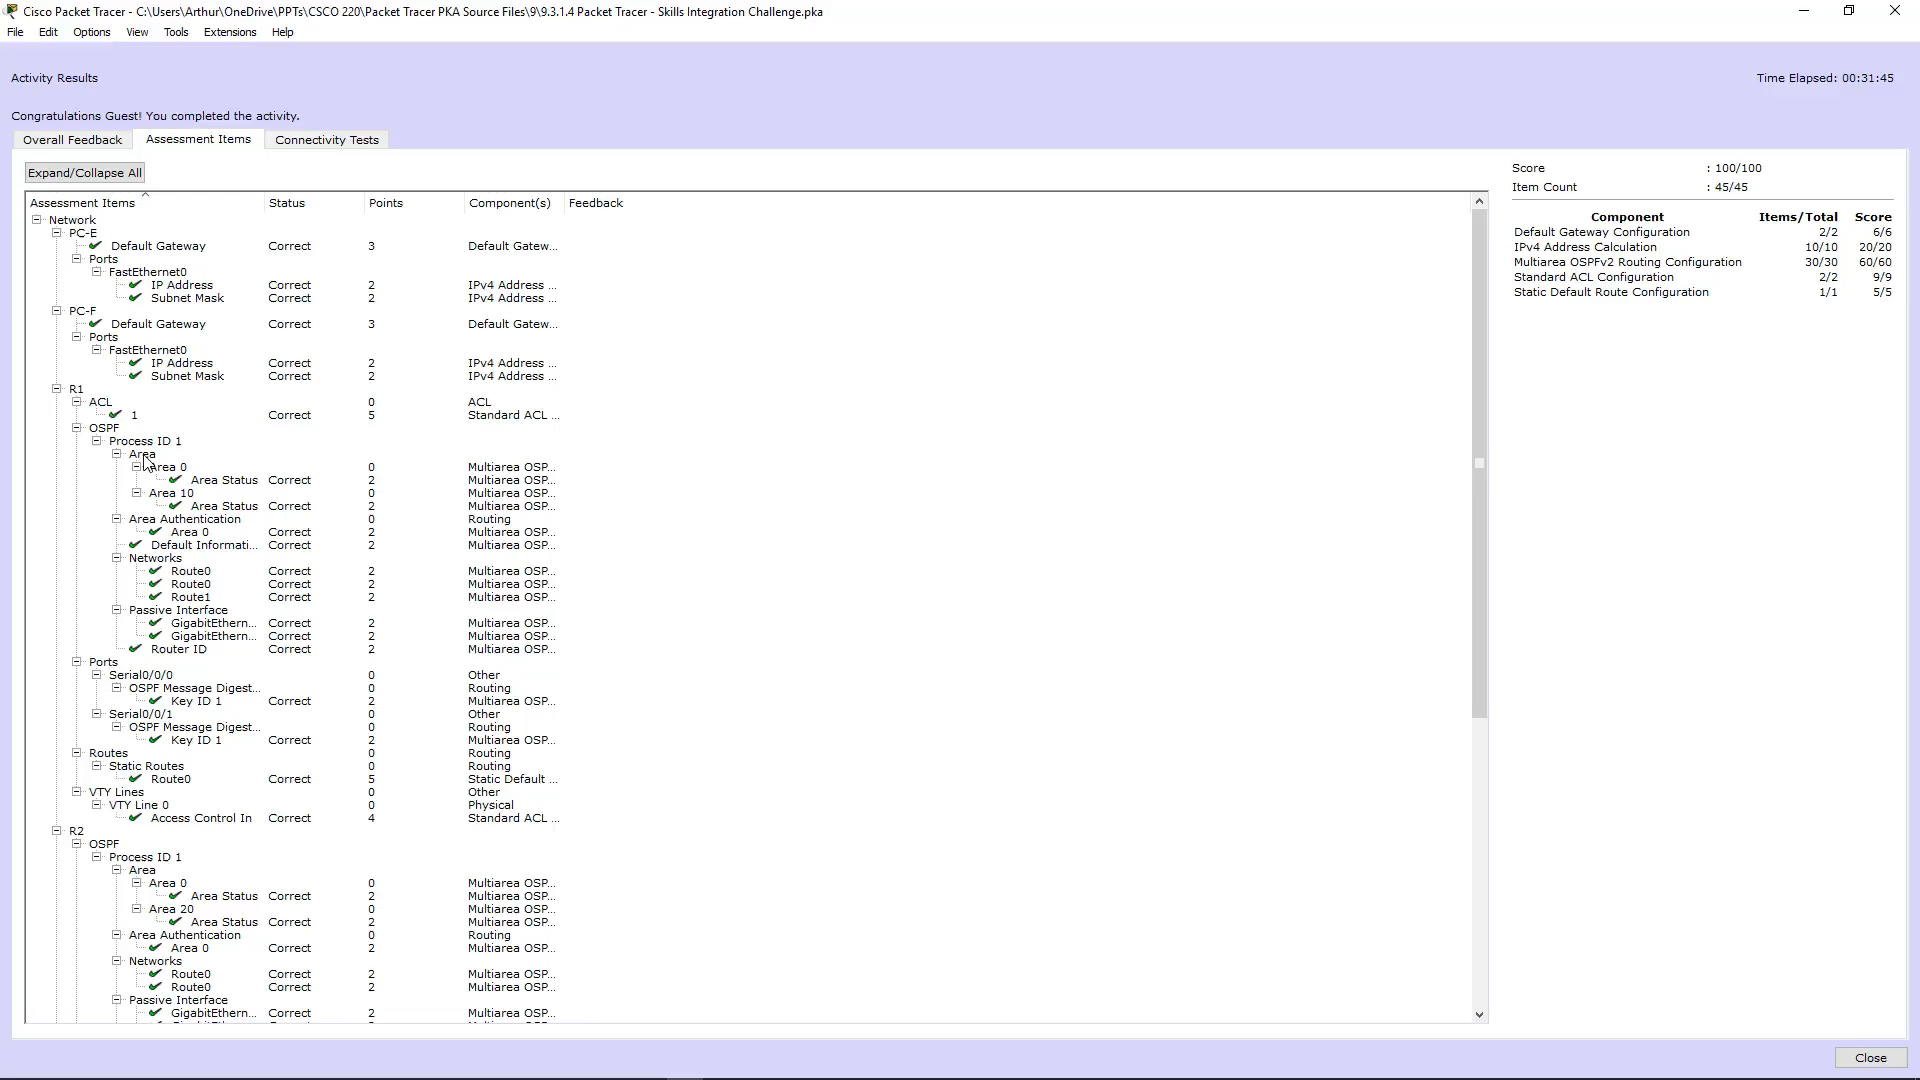 Cisco Packet Tracer - C:\Users\Arthur\OneDrive\PPTs\CSCO 220\Packet Tracer PKA Source Files\9\9.3.1.4 Packet Tracer - Skills Integration Challenge.pka
File Edit Options View Tools Extensions Help
Activity Results Time Elapsed: 00:31:45
Congratulations Guest! You completed the activity.
Overall Feedback Assessment Items Connectivity Tests
Expand/Collapse All
Assessment Items Status Points Component(s) Feedback
Network
PC-E
Default Gateway Correct 3 Default Gatew...
Ports
FastEthernet0
IP Address Correct 2 IPv4 Address ...
Subnet Mask Correct 2 IPv4 Address ...
PC-F
Default Gateway Correct 3 Default Gatew...
Ports
FastEthernet0
IP Address Correct 2 IPv4 Address ...
Subnet Mask Correct 2 IPv4 Address ...
R1
ACL 0 ACL
1 Correct 5 Standard ACL ...
OSPF
Process ID 1
Area
Area 0 0 Multiarea OSP...
Area Status Correct 2 Multiarea OSP...
Area 10 0 Multiarea OSP...
Area Status Correct 2 Multiarea OSP...
Area Authentication 0 Routing
Area 0 Correct 2 Multiarea OSP...
Default Informati... Correct 2 Multiarea OSP...
Networks
Route0 Correct 2 Multiarea OSP...
Route0 Correct 2 Multiarea OSP...
Route1 Correct 2 Multiarea OSP...
Passive Interface
GigabitEthern... Correct 2 Multiarea OSP...
GigabitEthern... Correct 2 Multiarea OSP...
Router ID Correct 2 Multiarea OSP...
Ports
Serial0/0/0 0 Other
OSPF Message Digest... 0 Routing
Key ID 1 Correct 2 Multiarea OSP...
Serial0/0/1 0 Other
OSPF Message Digest... 0 Routing
Key ID 1 Correct 2 Multiarea OSP...
Routes 0 Routing
Static Routes 0 Routing
Route0 Correct 5 Static Default ...
VTY Lines 0 Other
VTY Line 0 0 Physical
Access Control In Correct 4 Standard ACL ...
R2
OSPF
Process ID 1
Area
Area 0 0 Multiarea OSP...
Area Status Correct 2 Multiarea OSP...
Area 20 0 Multiarea OSP...
Area Status Correct 2 Multiarea OSP...
Area Authentication 0 Routing
Area 0 Correct 2 Multiarea OSP...
Networks
Route0 Correct 2 Multiarea OSP...
Route0 Correct 2 Multiarea OSP...
Passive Interface
GigabitEthern... Correct 2 Multiarea OSP...
Score : 100/100
Item Count : 45/45
Component Items/Total Score
Default Gateway Configuration 2/2 6/6
IPv4 Address Calculation 10/10 20/20
Multiarea OSPFv2 Routing Configuration 30/30 60/60
Standard ACL Configuration 2/2 9/9
Static Default Route Configuration 1/1 5/5
Close